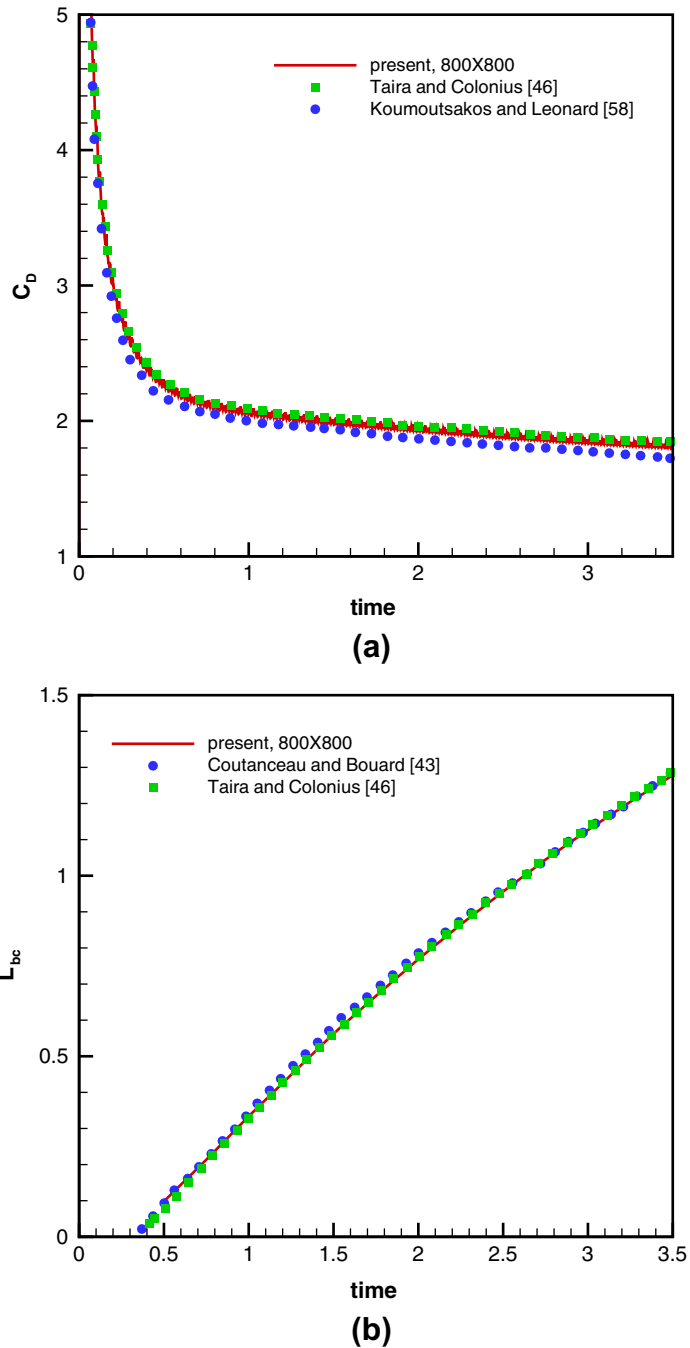 5
present, 800X800
Taira and Colonius [46]
Koumoutsakos and Leonard [58]
4
C_D
3
2
1
0 1 2 3
time
(a)
1.5
present, 800X800
Coutanceau and Bouard [43]
Taira and Colonius [46]
1
L_bc
0.5
0
0 0.5 1 1.5 2 2.5 3 3.5
time
(b)